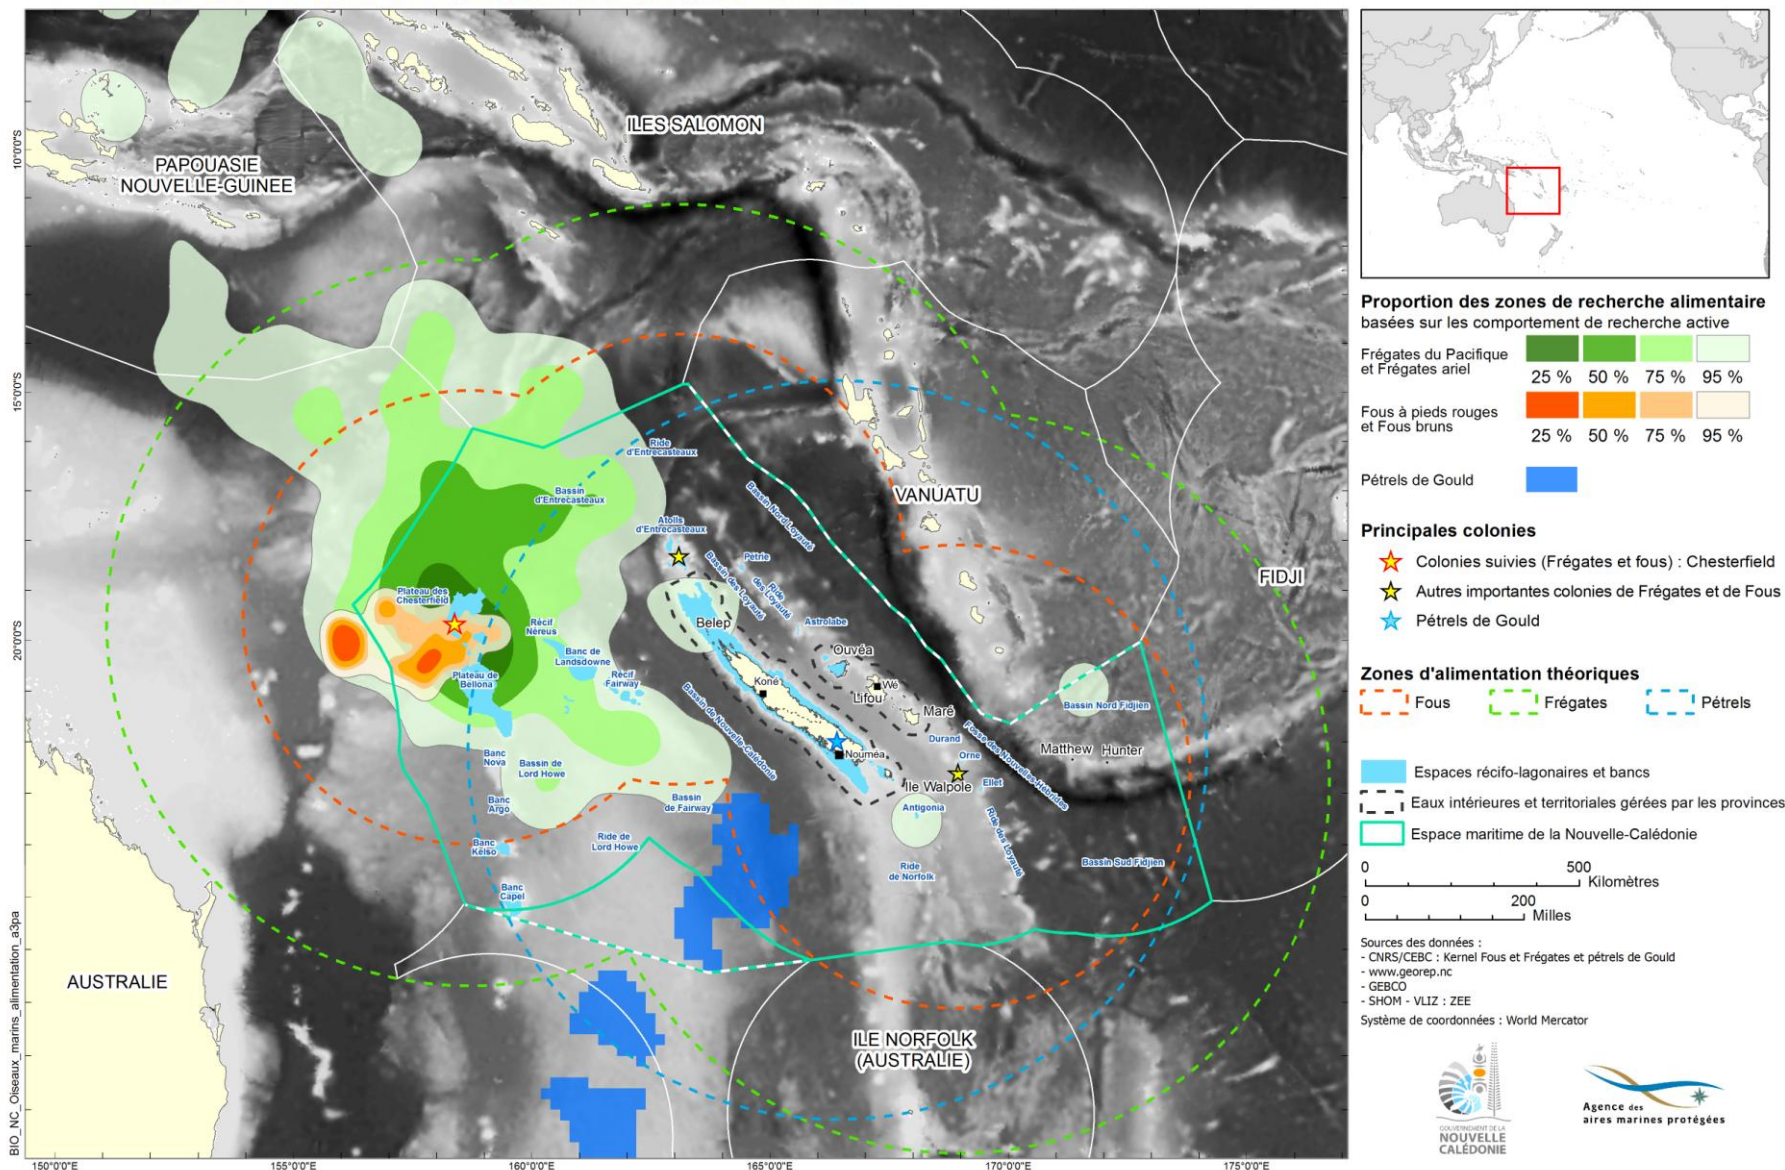 ILES SALOMON
PAPOUASIE
NOUVELLE-GUINEE
VANUATU
FIDJI
AUSTRALIE
ILE NORFOLK
(AUSTRALIE)
Ride
d'Entrecasteaux
Bassin
d'Entrecasteaux
Atolls
d'Entrecasteaux
Bassin Nord Loyauté
Pétrie
Bassin des Loyauté
Ride
des Loyauté
Astrolabe
Plateau des
Chesterfield
Récif
Néreus
Belep
Banc de
Landsdowne
Plateau de
Bellona
Récif
Fairway
Ouvéa
Wé
Lifou
Koné
Maré
Bassin de Nouvelle-Calédonie
Bassin Nord Fidjien
Durand
Fosse des Nouvelles-Hébrides
Orne
Matthew
Hunter
Nouméa
Ile Walpole
Ellet
Banc
Nova
Bassin de
Lord Howe
Banc
Argo
Bassin
de Fairway
Antigonia
Banc
Kelso
Ride de
Lord Howe
Ride des Loyauté
Ride
de Norfolk
Bassin Sud Fidjien
Banc
Capel
10°0'0"S
15°0'0"S
20°0'0"S
150°0'0"E
155°0'0"E
160°0'0"E
165°0'0"E
170°0'0"E
175°0'0"E
BIO_NC_Oiseaux_marins_alimentation_a3pa
Proportion des zones de recherche alimentaire
basées sur les comportement de recherche active
Frégates du Pacifique
et Frégates ariel
25 % 50 % 75 % 95 %
Fous à pieds rouges
et Fous bruns
25 % 50 % 75 % 95 %
Pétrels de Gould
Principales colonies
Colonies suivies (Frégates et fous) : Chesterfield
Autres importantes colonies de Frégates et de Fous
Pétrels de Gould
Zones d'alimentation théoriques
Fous Frégates Pétrels
Espaces récifo-lagonaires et bancs
Eaux intérieures et territoriales gérées par les provinces
Espace maritime de la Nouvelle-Calédonie
0 500
Kilomètres
0 200
Milles
Sources des données :
- CNRS/CEBC : Kernel Fous et Frégates et pétrels de Gould
- www.georep.nc
- GEBCO
- SHOM - VLIZ : ZEE
Système de coordonnées : World Mercator
GOUVERNEMENT DE LA
NOUVELLE
CALÉDONIE
Agence des
aires marines protégées